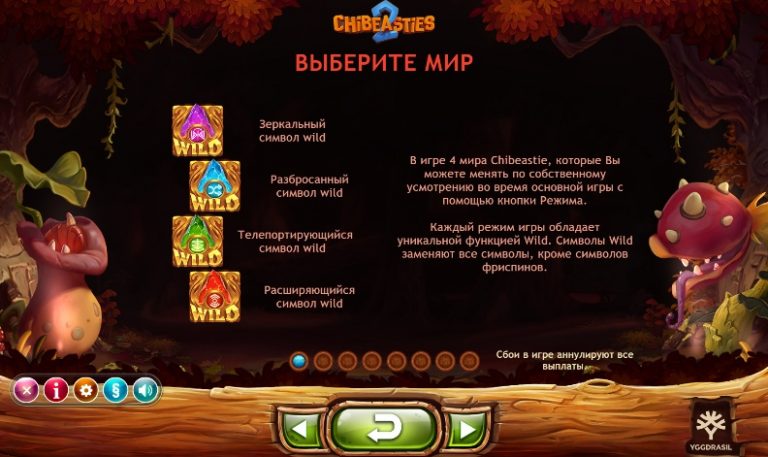 CHIBEASTIES
2
ВЫБЕРИТЕ МИР
WILD
Зеркальный
символ wild
WILD
Разбросанный
символ wild
WILD
Телепортирующийся
символ wild
WILD
Расширяющийся
символ wild
В игре 4 мира Chibeastie, которые Вы
можете менять по собственному
усмотрению во время основной игры с
помощью кнопки Режима.
Каждый режим игры обладает
уникальной функцией Wild. Символы Wild
заменяют все символы, кроме символов
фриспинов.
Сбои в игре аннулируют все
выплаты.
YGGDRASIL